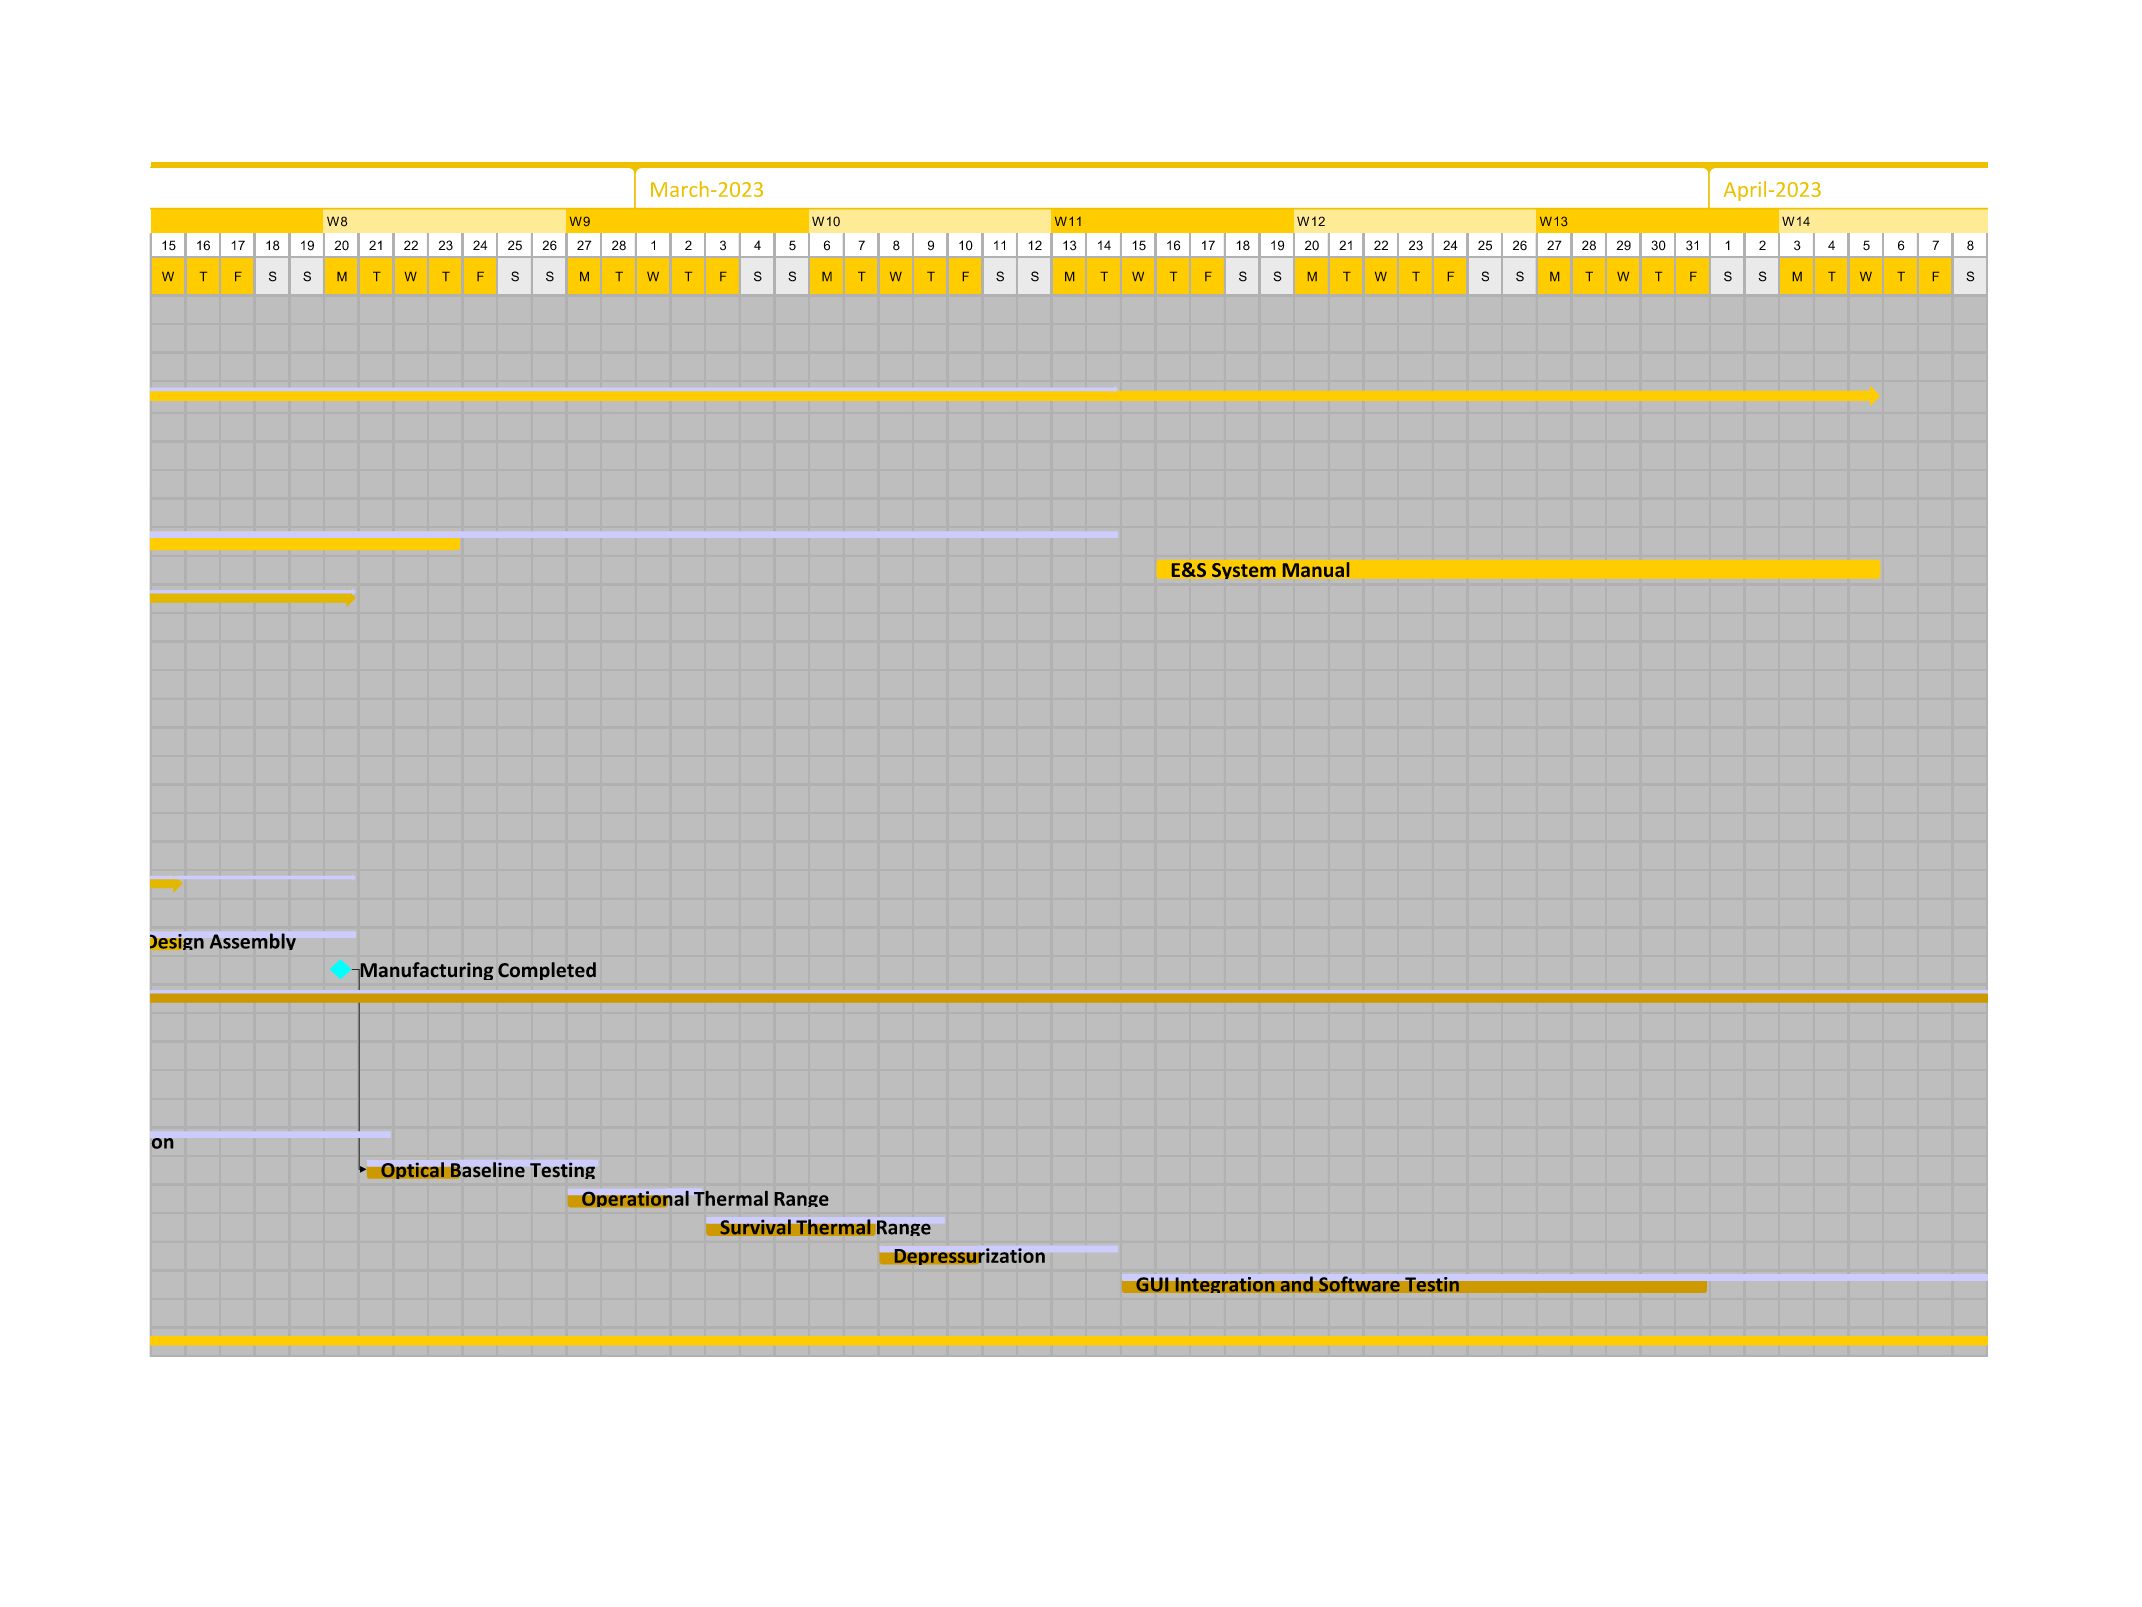 March-2023 April-2023
W8 W9 W10 W11 W12 W13 W14
15 16 17 18 19 20 21 22 23 24 25 26 27 28 1 2 3 4 5 6 7 8 9 10 11 12 13 14 15 16 17 18 19 20 21 22 23 24 25 26 27 28 29 30 31 1 2 3 4 5 6 7 8
W T F S S M T W T F S S M T W T F S S M T W T F S S M T W T F S S M T W T F S S M T W T F S S M T W T F S
E&S System Manual
Design Assembly
Manufacturing Completed
on
Optical Baseline Testing
Operational Thermal Range
Survival Thermal Range
Depressurization
GUI Integration and Software Testin